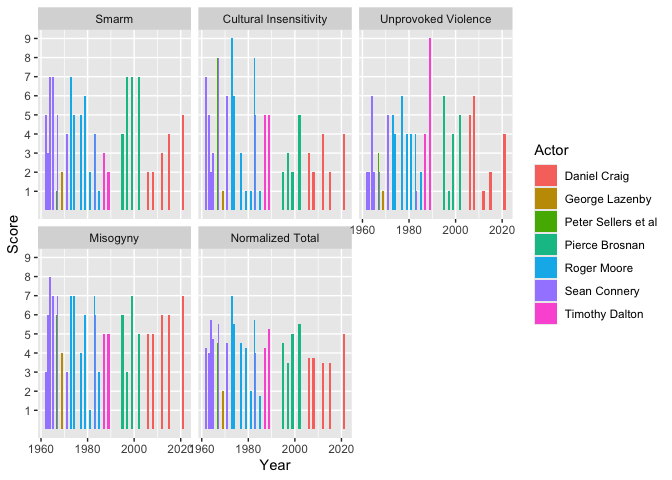 Smarm
Cultural Insensitivity
Unprovoked Violence
9
8
7
6
5
4
3
2
1
1960 1980 2000 2020
Misogyny
Normalized Total
9
8
7
6
5
4
3
2
1
1960 1980 2000 2020
1960 1980 2000 2020
Score
Year
Actor
Daniel Craig
George Lazenby
Peter Sellers et al
Pierce Brosnan
Roger Moore
Sean Connery
Timothy Dalton